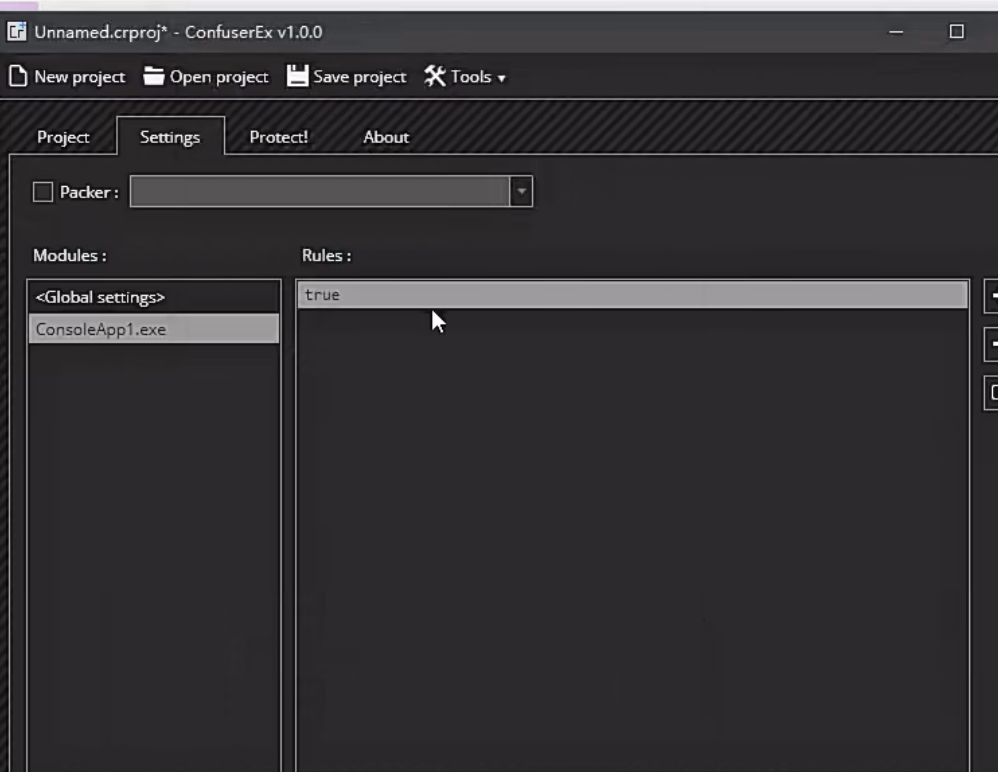 Unnamed.crproj* - ConfuserEx v1.0.0
New project Open project Save project Tools
Project Settings Protect! About
Packer :
Modules : Rules :
<Global settings> true
ConsoleApp1.exe